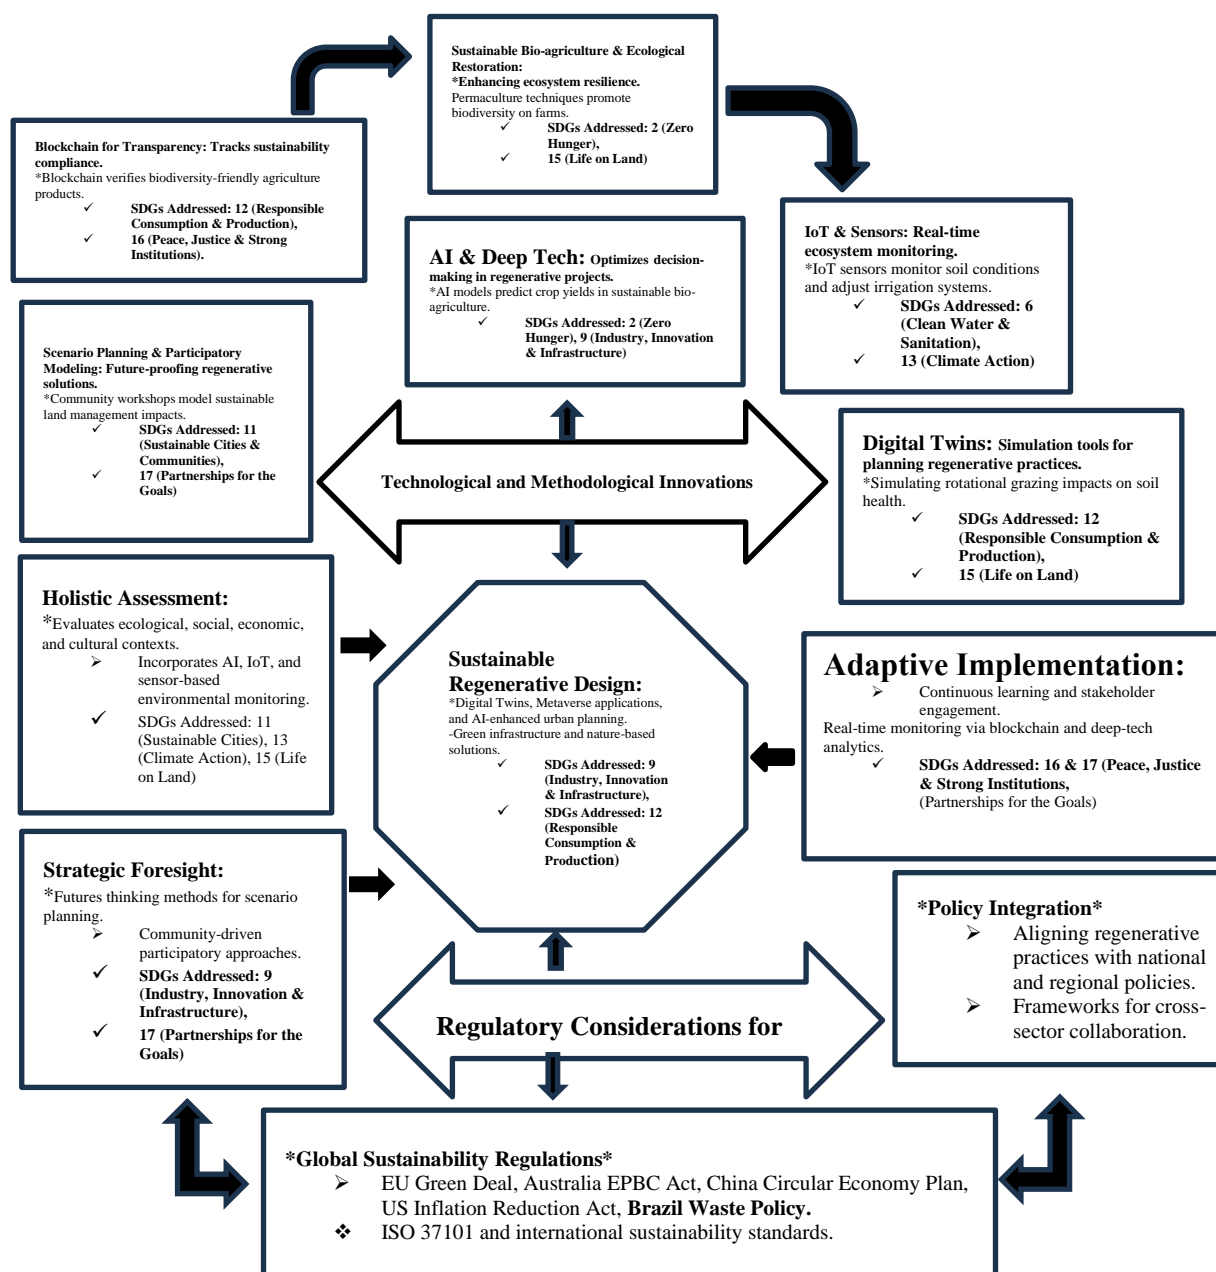 Sustainable Bio-agriculture & Ecological
Restoration:
*Enhancing ecosystem resilience.
Permaculture techniques promote
biodiversity on farms.
✓ SDGs Addressed: 2 (Zero
Hunger),
✓ 15 (Life on Land)
Blockchain for Transparency: Tracks sustainability
compliance.
*Blockchain verifies biodiversity-friendly agriculture
products.
✓ SDGs Addressed: 12 (Responsible
Consumption & Production),
✓ 16 (Peace, Justice & Strong
Institutions).
AI & Deep Tech: Optimizes decision-
making in regenerative projects.
*AI models predict crop yields in sustainable bio-
agriculture.
✓ SDGs Addressed: 2 (Zero
Hunger), 9 (Industry, Innovation
& Infrastructure)
IoT & Sensors: Real-time
ecosystem monitoring.
*IoT sensors monitor soil conditions
and adjust irrigation systems.
✓ SDGs Addressed: 6
(Clean Water &
Sanitation),
✓ 13 (Climate Action)
Scenario Planning & Participatory
Modeling: Future-proofing regenerative
solutions.
*Community workshops model sustainable
land management impacts.
✓ SDGs Addressed: 11
(Sustainable Cities &
Communities),
✓ 17 (Partnerships for the
Goals)
Technological and Methodological Innovations
Digital Twins: Simulation tools for
planning regenerative practices.
*Simulating rotational grazing impacts on soil
health.
✓ SDGs Addressed: 12
(Responsible Consumption &
Production),
✓ 15 (Life on Land)
Holistic Assessment:
*Evaluates ecological, social, economic,
and cultural contexts.
➢ Incorporates AI, IoT, and
sensor-based
environmental monitoring.
✓ SDGs Addressed: 11
(Sustainable Cities), 13
(Climate Action), 15 (Life
on Land)
Sustainable
Regenerative Design:
*Digital Twins, Metaverse applications,
and AI-enhanced urban planning.
-Green infrastructure and nature-based
solutions.
✓ SDGs Addressed: 9
(Industry, Innovation
& Infrastructure),
✓ SDGs Addressed: 12
(Responsible
Consumption &
Production)
Adaptive Implementation:
➢ Continuous learning and stakeholder
engagement.
Real-time monitoring via blockchain and deep-tech
analytics.
✓ SDGs Addressed: 16 & 17 (Peace, Justice
& Strong Institutions,
(Partnerships for the Goals)
Strategic Foresight:
*Futures thinking methods for scenario
planning.
➢ Community-driven
participatory approaches.
✓ SDGs Addressed: 9
(Industry, Innovation &
Infrastructure),
✓ 17 (Partnerships for the
Goals)
*Policy Integration*
➢ Aligning regenerative
practices with national
and regional policies.
➢ Frameworks for cross-
sector collaboration.
Regulatory Considerations for
*Global Sustainability Regulations*
➢ EU Green Deal, Australia EPBC Act, China Circular Economy Plan,
US Inflation Reduction Act, Brazil Waste Policy.
❖ ISO 37101 and international sustainability standards.